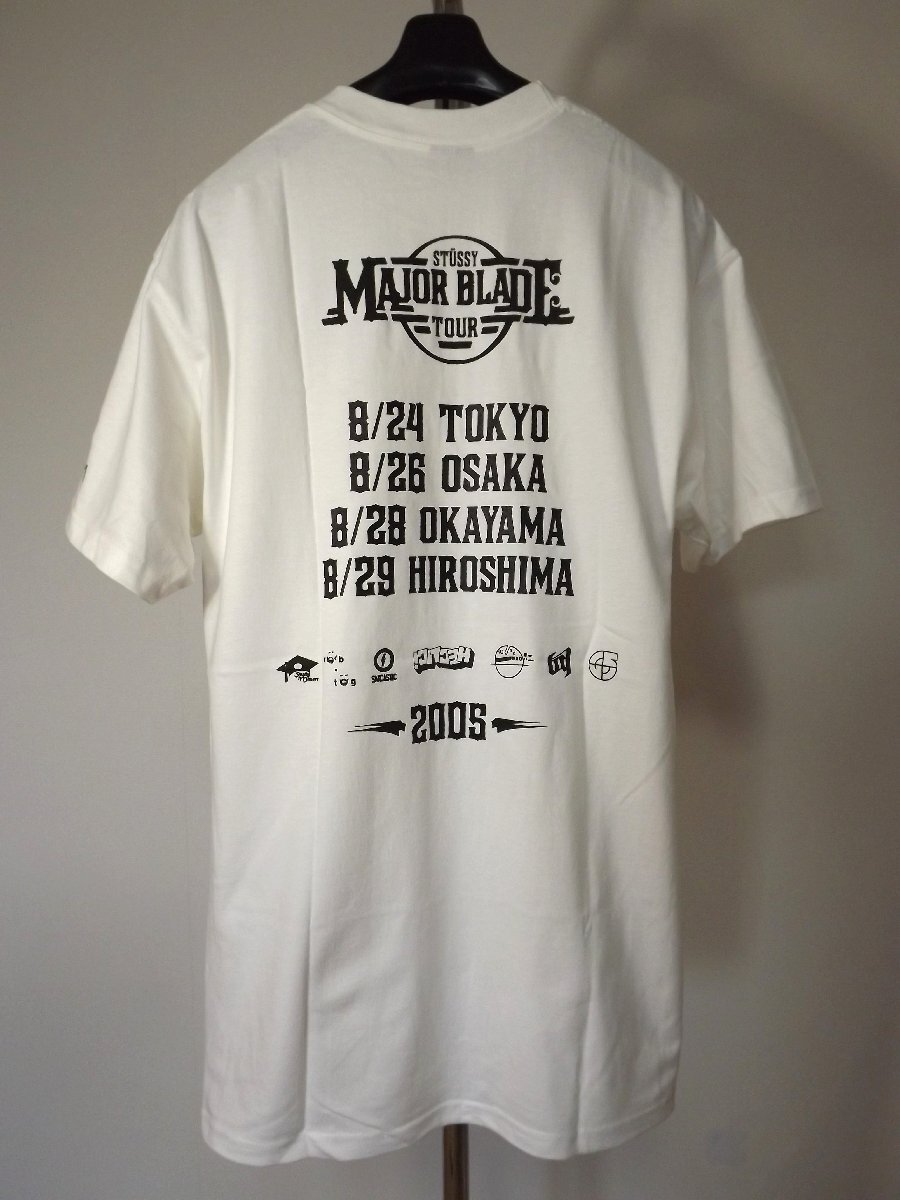 STÜSSY
MAJOR BLADE
TOUR
8/24 TOKYO
8/26 OSAKA
8/28 OKAYAMA
8/29 HIROSHIMA
2005